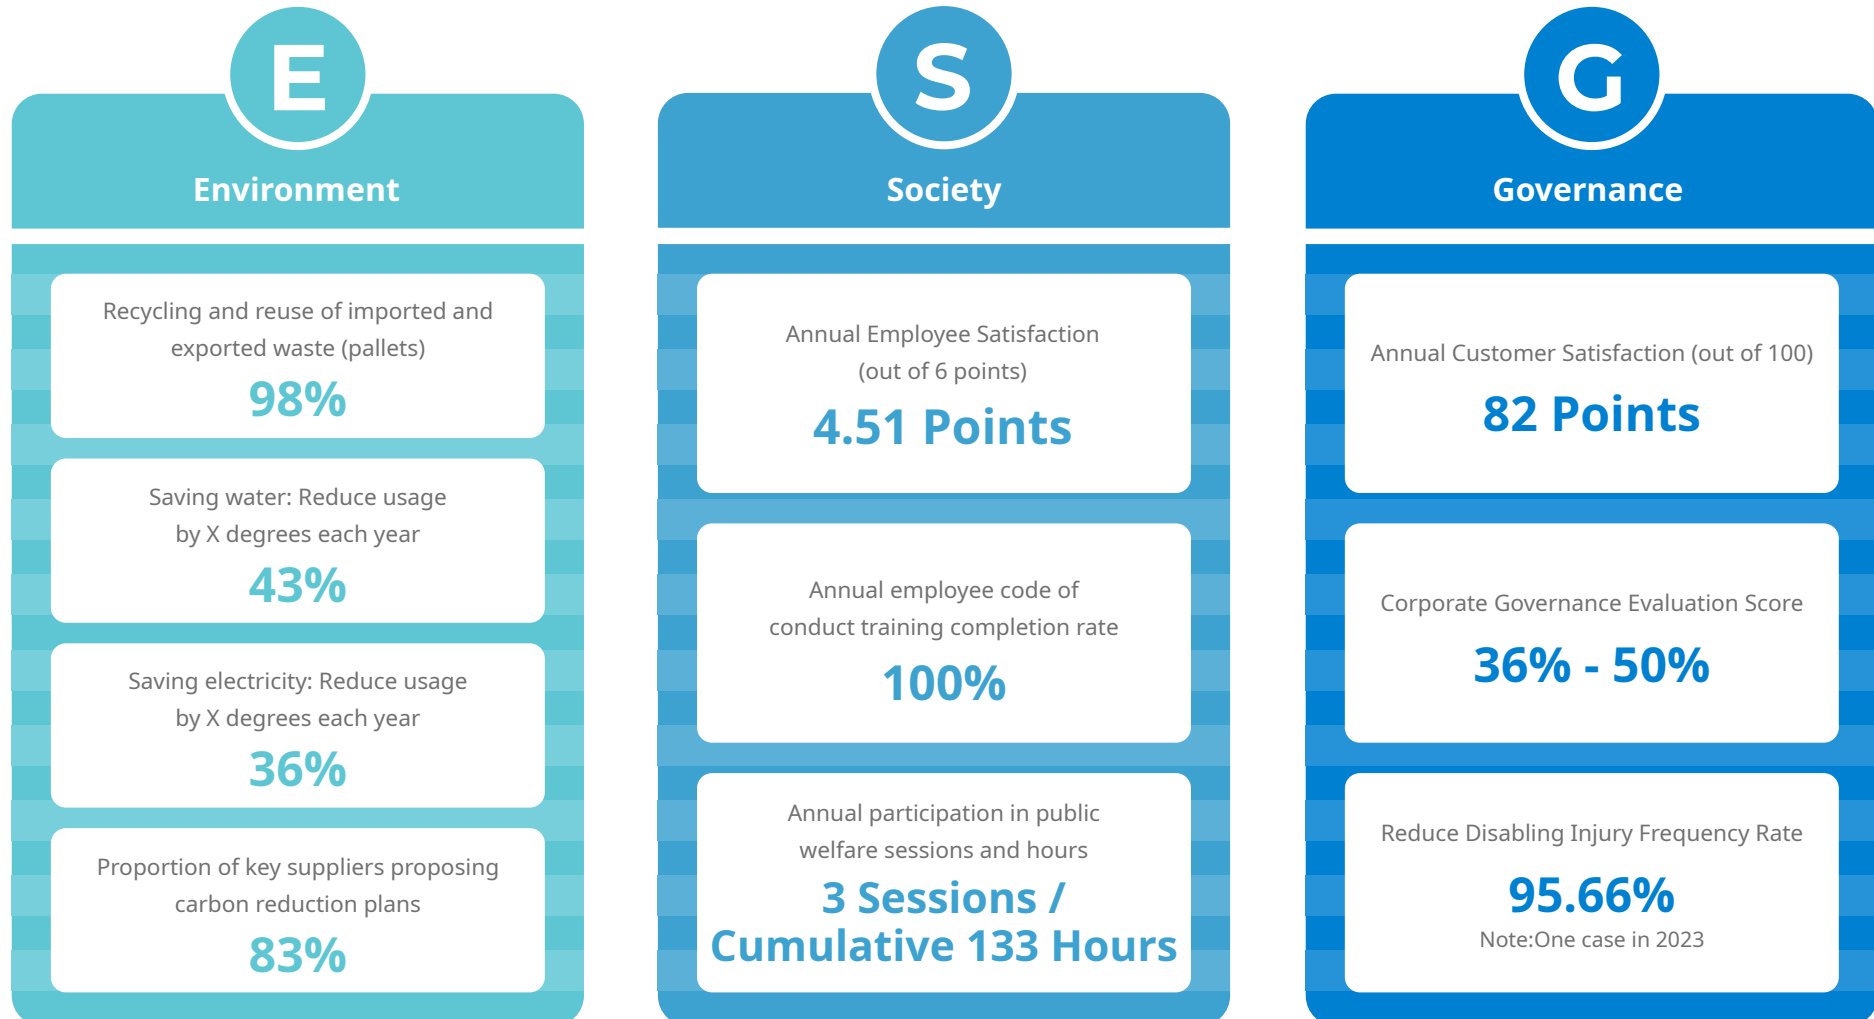 E
Environment
Recycling and reuse of imported and
exported waste (pallets)
98%
Saving water: Reduce usage
by X degrees each year
43%
Saving electricity: Reduce usage
by X degrees each year
36%
Proportion of key suppliers proposing
carbon reduction plans
83%
S
Society
Annual Employee Satisfaction
(out of 6 points)
4.51 Points
Annual employee code of
conduct training completion rate
100%
Annual participation in public
welfare sessions and hours
3 Sessions /
Cumulative 133 Hours
G
Governance
Annual Customer Satisfaction (out of 100)
82 Points
Corporate Governance Evaluation Score
36% - 50%
Reduce Disabling Injury Frequency Rate
95.66%
Note:One case in 2023